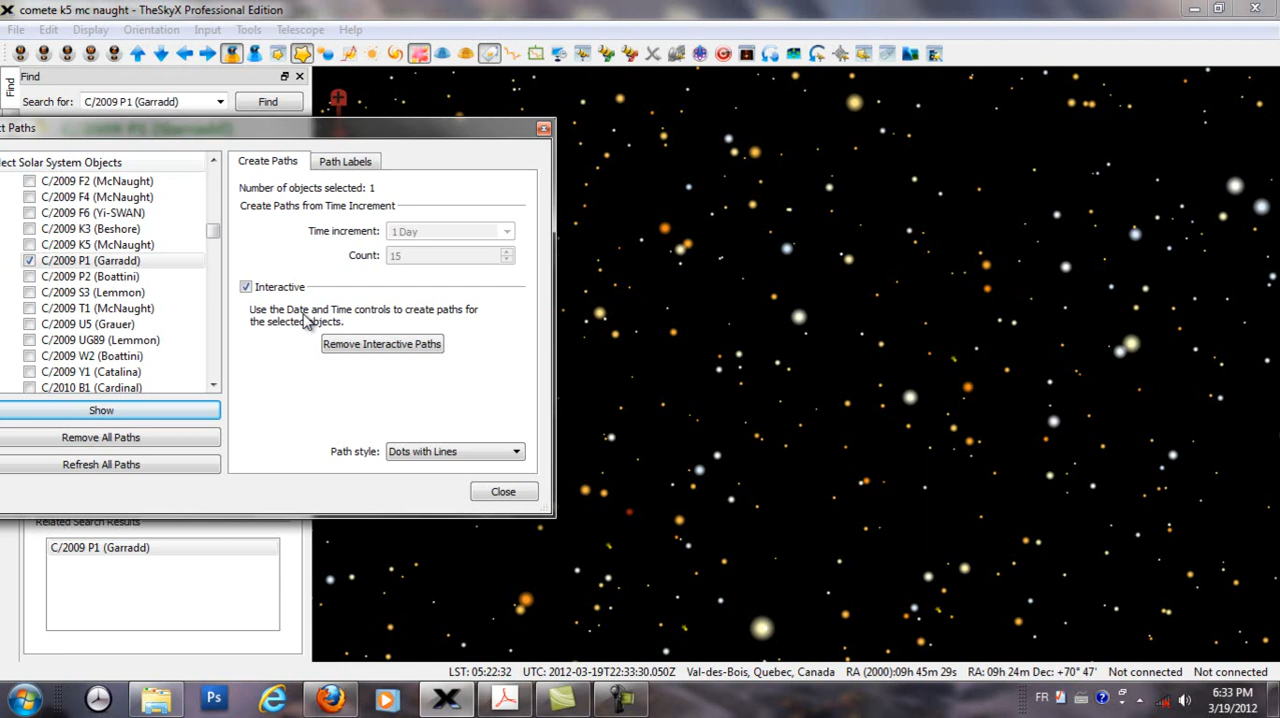 comete k5 mc naught - TheSkyX Professional Edition
File Edit Display Orientation Input Tools Telescope Help
Find
Find
Search for: C/2009 P1 (Garradd) Find
C/2009 P1 (Garradd)
ct Paths
lect Solar System Objects
C/2009 F2 (McNaught)
C/2009 F4 (McNaught)
C/2009 F6 (Yi-SWAN)
C/2009 K3 (Beshore)
C/2009 K5 (McNaught)
C/2009 P1 (Garradd)
C/2009 P2 (Boattini)
C/2009 S3 (Lemmon)
C/2009 T1 (McNaught)
C/2009 U5 (Grauer)
C/2009 UG89 (Lemmon)
C/2009 W2 (Boattini)
C/2009 Y1 (Catalina)
C/2010 B1 (Cardinal)
Show
Remove All Paths
Refresh All Paths
Create Paths Path Labels
Number of objects selected: 1
Create Paths from Time Increment
Time increment: 1 Day
Count: 15
Interactive
Use the Date and Time controls to create paths for
the selected objects.
Remove Interactive Paths
Path style: Dots with Lines
Close
Related Search Results
C/2009 P1 (Garradd)
LST: 05:22:32 UTC: 2012-03-19T22:33:30.050Z Val-des-Bois, Quebec, Canada RA (2000):09h 45m 29s RA: 09h 24m Dec: +70° 47' Not connected Not connected
Ps
FR
6:33 PM
3/19/2012